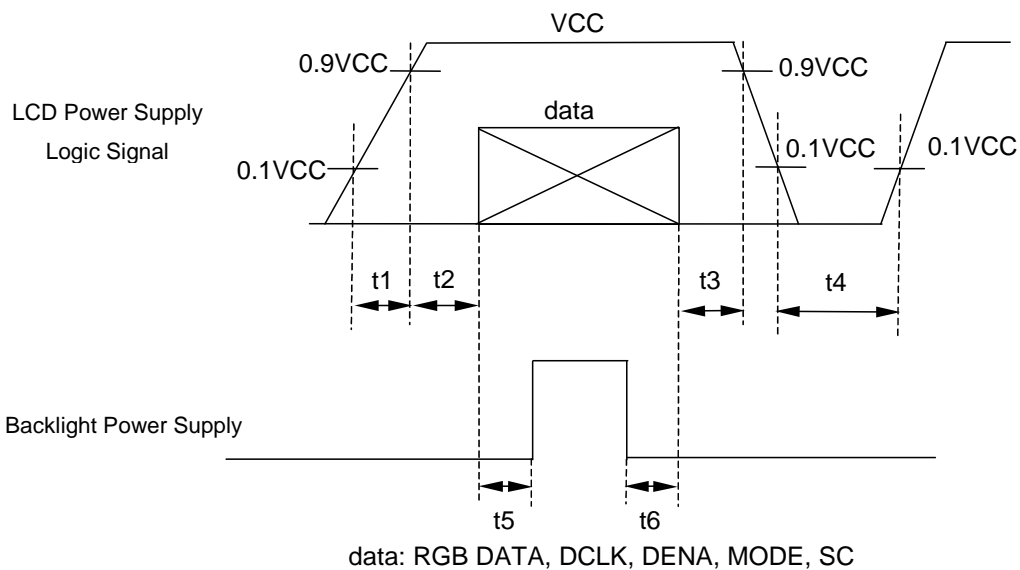 VCC
0.9VCC
0.9VCC
LCD Power Supply
Logic Signal
data
0.1VCC
0.1VCC
0.1VCC
t1
t2
t3
t4
Backlight Power Supply
t5
t6
data: RGB DATA, DCLK, DENA, MODE, SC